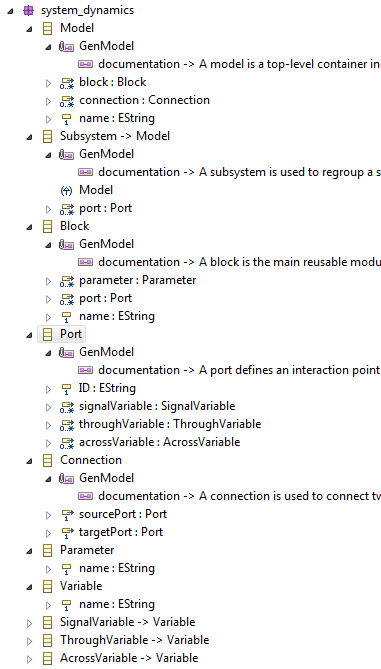 system_dynamics
Model
GenModel
documentation -> A model is a top-level container in
block : Block
connection : Connection
name : EString
Subsystem -> Model
GenModel
documentation -> A subsystem is used to regroup a s
Model
port : Port
Block
GenModel
documentation -> A block is the main reusable modu
parameter : Parameter
port : Port
name : EString
Port
GenModel
documentation -> A port defines an interaction point
ID : EString
signalVariable : SignalVariable
throughVariable : ThroughVariable
acrossVariable : AcrossVariable
Connection
GenModel
documentation -> A connection is used to connect tw
sourcePort : Port
targetPort : Port
Parameter
name : EString
Variable
name : EString
SignalVariable -> Variable
ThroughVariable -> Variable
AcrossVariable -> Variable